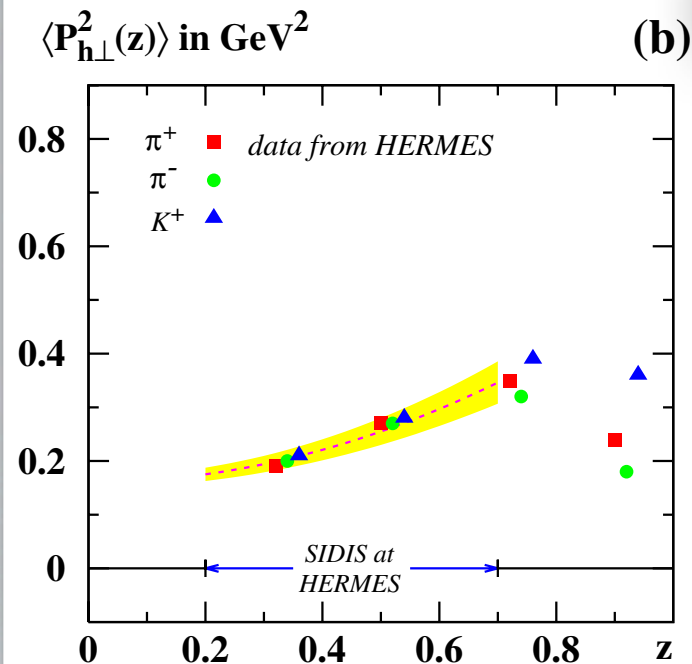 ⟨P²h⊥(z)⟩ in GeV² (b)
0.8
π⁺ data from HERMES
π⁻
K⁺
0.6
0.4
0.2
SIDIS at
HERMES
0
0 0.2 0.4 0.6 0.8 z